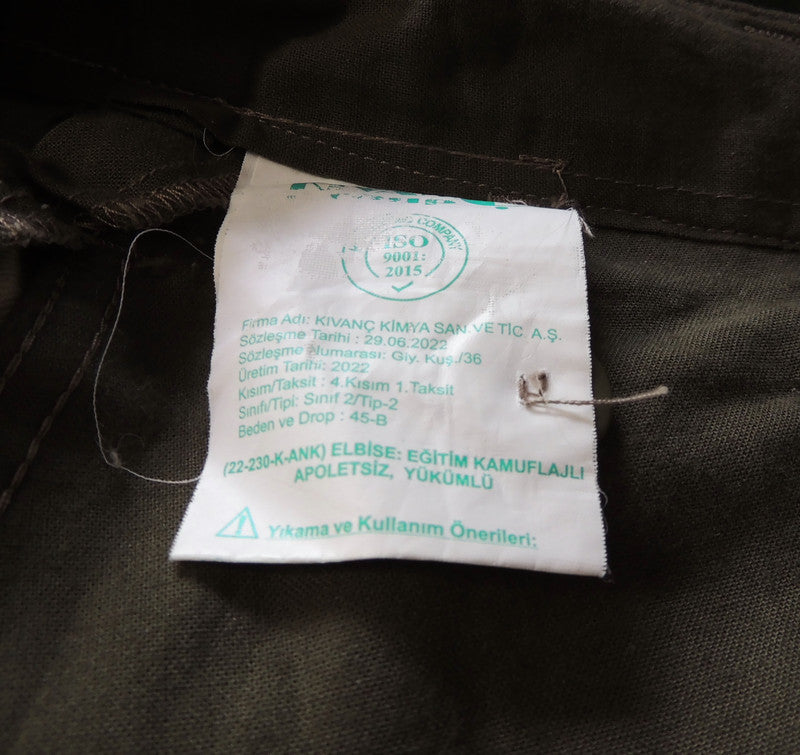 COMPANY
ISO
9001:
2015
Firma Adı: KIVANÇ KİMYA SAN.VE TİC. A.Ş.
Sözleşme Tarihi : 29.06.2022
Sözleşme Numarası: Giy. Kuş./36
Üretim Tarihi: 2022
Kısım/Taksit : 4.Kısım 1.Taksit
Sınıfı/Tipi: Sınıf 2/Tip-2
Beden ve Drop : 45-B
(22-230-K-ANK) ELBİSE: EĞİTİM KAMUFLAJLI
APOLETSİZ, YÜKÜMLÜ
Yıkama ve Kullanım Önerileri: